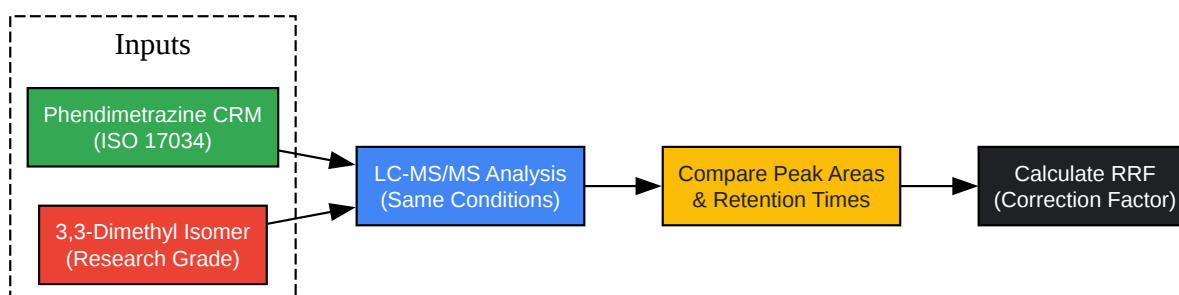 Inputs
Phendimetrazine CRM
(ISO 17034)
3,3-Dimethyl Isomer
(Research Grade)
LC-MS/MS Analysis
(Same Conditions)
Compare Peak Areas
& Retention Times
Calculate RRF
(Correction Factor)